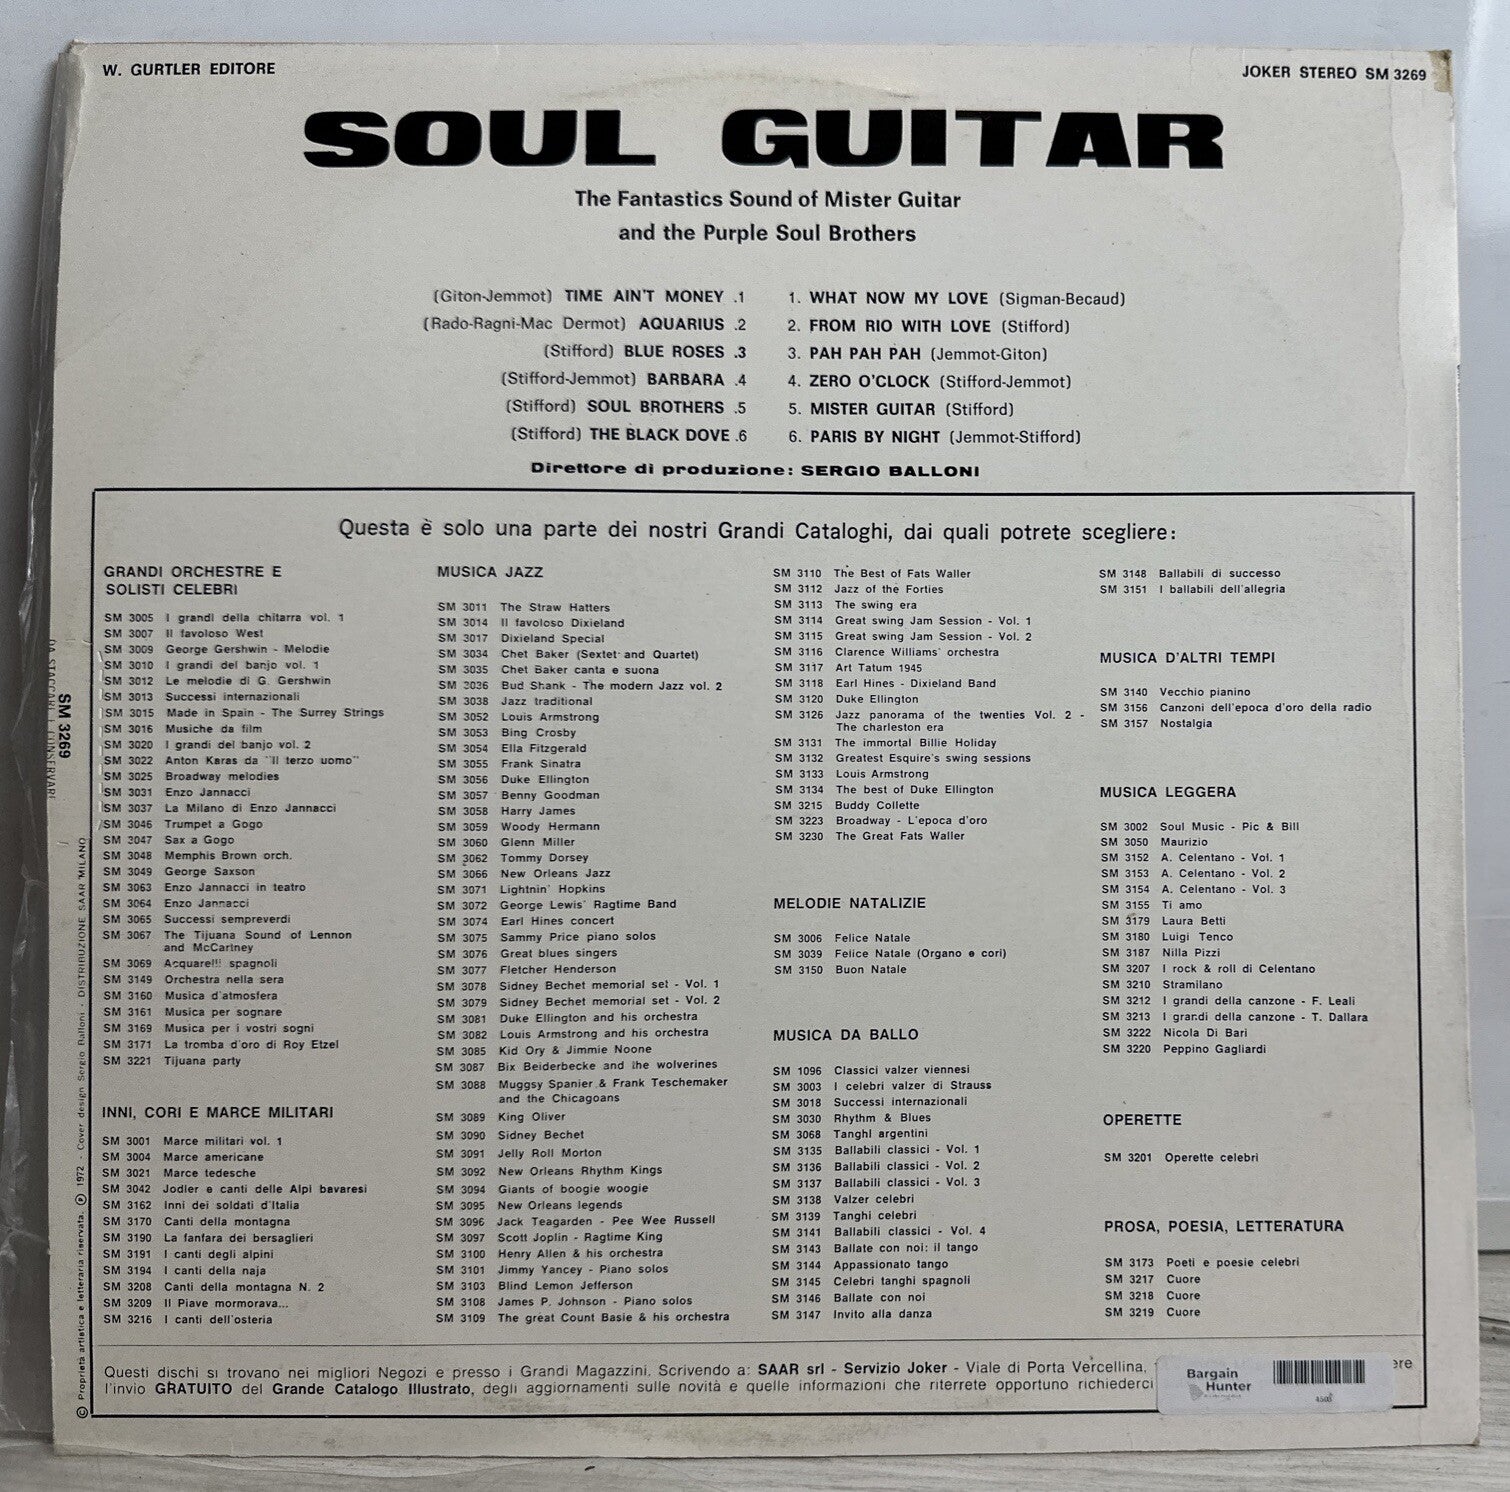 W. GURTLER EDITORE
JOKER STEREO SM 3269
SOUL GUITAR
The Fantastics Sound of Mister Guitar
and the Purple Soul Brothers
(Giton-Jemmot) TIME AIN'T MONEY .1
(Rado-Ragni-Mac Dermot) AQUARIUS .2
(Stifford) BLUE ROSES .3
(Stifford-Jemmot) BARBARA .4
(Stifford) SOUL BROTHERS .5
(Stifford) THE BLACK DOVE .6
1. WHAT NOW MY LOVE (Sigman-Becaud)
2. FROM RIO WITH LOVE (Stifford)
3. PAH PAH PAH (Jemmot-Giton)
4. ZERO O'CLOCK (Stifford-Jemmot)
5. MISTER GUITAR (Stifford)
6. PARIS BY NIGHT (Jemmot-Stifford)
Direttore di produzione: SERGIO BALLONI
Questa è solo una parte dei nostri Grandi Cataloghi, dai quali potrete scegliere:
GRANDI ORCHESTRE E
SOLISTI CELEBRI
SM 3005 I grandi della chitarra vol. 1
SM 3007 Il favoloso West
SM 3009 George Gershwin - Melodie
SM 3010 I grandi del banjo vol. 1
SM 3012 Le melodie di G. Gershwin
SM 3013 Successi internazionali
SM 3015 Made in Spain - The Surrey Strings
SM 3016 Musiche da film
SM 3020 I grandi del banjo vol. 2
SM 3022 Anton Karas da "Il terzo uomo"
SM 3025 Broadway melodies
SM 3031 Enzo Jannacci
SM 3037 La Milano di Enzo Jannacci
SM 3046 Trumpet a Gogo
SM 3047 Sax a Gogo
SM 3048 Memphis Brown orch.
SM 3049 George Saxson
SM 3063 Enzo Jannacci in teatro
SM 3064 Enzo Jannacci
SM 3065 Successi sempreverdi
SM 3067 The Tijuana Sound of Lennon
and McCartney
SM 3069 Acquarelli spagnoli
SM 3149 Orchestra nella sera
SM 3160 Musica d'atmosfera
SM 3161 Musica per sognare
SM 3169 Musica per i vostri sogni
SM 3171 La tromba d'oro di Roy Etzel
SM 3221 Tijuana party
INNI, CORI E MARCE MILITARI
SM 3001 Marce militari vol. 1
SM 3004 Marce americane
SM 3021 Marce tedesche
SM 3042 Jodler e canti delle Alpi bavaresi
SM 3162 Inni dei soldati d'Italia
SM 3170 Canti della montagna
SM 3190 La fanfara dei bersaglieri
SM 3191 I canti degli alpini
SM 3194 I canti della naja
SM 3208 Canti della montagna N. 2
SM 3209 Il Piave mormorava...
SM 3216 I canti dell'osteria
MUSICA JAZZ
SM 3011 The Straw Hatters
SM 3014 Il favoloso Dixieland
SM 3017 Dixieland Special
SM 3034 Chet Baker (Sextet and Quartet)
SM 3035 Chet Baker canta e suona
SM 3036 Bud Shank - The modern Jazz vol. 2
SM 3038 Jazz traditional
SM 3052 Louis Armstrong
SM 3053 Bing Crosby
SM 3054 Ella Fitzgerald
SM 3055 Frank Sinatra
SM 3056 Duke Ellington
SM 3057 Benny Goodman
SM 3058 Harry James
SM 3059 Woody Hermann
SM 3060 Glenn Miller
SM 3062 Tommy Dorsey
SM 3066 New Orleans Jazz
SM 3071 Lightnin' Hopkins
SM 3072 George Lewis' Ragtime Band
SM 3074 Earl Hines concert
SM 3075 Sammy Price piano solos
SM 3076 Great blues singers
SM 3077 Fletcher Henderson
SM 3078 Sidney Bechet memorial set - Vol. 1
SM 3079 Sidney Bechet memorial set - Vol. 2
SM 3081 Duke Ellington and his orchestra
SM 3082 Louis Armstrong and his orchestra
SM 3085 Kid Ory & Jimmie Noone
SM 3087 Bix Beiderbecke and the wolverines
SM 3088 Muggsy Spanier & Frank Teschemaker
and the Chicagoans
SM 3089 King Oliver
SM 3090 Sidney Bechet
SM 3091 Jelly Roll Morton
SM 3092 New Orleans Rhythm Kings
SM 3094 Giants of boogie woogie
SM 3095 New Orleans legends
SM 3096 Jack Teagarden - Pee Wee Russell
SM 3097 Scott Joplin - Ragtime King
SM 3100 Henry Allen & his orchestra
SM 3101 Jimmy Yancey - Piano solos
SM 3103 Blind Lemon Jefferson
SM 3108 James P. Johnson - Piano solos
SM 3109 The great Count Basie & his orchestra
SM 3110 The Best of Fats Waller
SM 3112 Jazz of the Forties
SM 3113 The swing era
SM 3114 Great swing Jam Session - Vol. 1
SM 3115 Great swing Jam Session - Vol. 2
SM 3116 Clarence Williams' orchestra
SM 3117 Art Tatum 1945
SM 3118 Earl Hines - Dixieland Band
SM 3120 Duke Ellington
SM 3126 Jazz panorama of the twenties Vol. 2 -
The charleston era
SM 3131 The immortal Billie Holiday
SM 3132 Greatest Esquire's swing sessions
SM 3133 Louis Armstrong
SM 3134 The best of Duke Ellington
SM 3215 Buddy Collette
SM 3223 Broadway - L'epoca d'oro
SM 3230 The Great Fats Waller
MELODIE NATALIZIE
SM 3006 Felice Natale
SM 3039 Felice Natale (Organo e cori)
SM 3150 Buon Natale
MUSICA DA BALLO
SM 1096 Classici valzer viennesi
SM 3003 I celebri valzer di Strauss
SM 3018 Successi internazionali
SM 3030 Rhythm & Blues
SM 3068 Tanghi argentini
SM 3135 Ballabili classici - Vol. 1
SM 3136 Ballabili classici - Vol. 2
SM 3137 Ballabili classici - Vol. 3
SM 3138 Valzer celebri
SM 3139 Tanghi celebri
SM 3141 Ballabili classici - Vol. 4
SM 3143 Ballate con noi: il tango
SM 3144 Appassionato tango
SM 3145 Celebri tanghi spagnoli
SM 3146 Ballate con noi
SM 3147 Invito alla danza
SM 3148 Ballabili di successo
SM 3151 I ballabili dell'allegria
MUSICA D'ALTRI TEMPI
SM 3140 Vecchio pianino
SM 3156 Canzoni dell'epoca d'oro della radio
SM 3157 Nostalgia
MUSICA LEGGERA
SM 3002 Soul Music - Pic & Bill
SM 3050 Maurizio
SM 3152 A. Celentano - Vol. 1
SM 3153 A. Celentano - Vol. 2
SM 3154 A. Celentano - Vol. 3
SM 3155 Ti amo
SM 3179 Laura Betti
SM 3180 Luigi Tenco
SM 3187 Nilla Pizzi
SM 3207 I rock & roll di Celentano
SM 3210 Stramilano
SM 3212 I grandi della canzone - F. Leali
SM 3213 I grandi della canzone - T. Dallara
SM 3222 Nicola Di Bari
SM 3220 Peppino Gagliardi
OPERETTE
SM 3201 Operette celebri
PROSA, POESIA, LETTERATURA
SM 3173 Poeti e poesie celebri
SM 3217 Cuore
SM 3218 Cuore
SM 3219 Cuore
Questi dischi si trovano nei migliori Negozi e presso i Grandi Magazzini. Scrivendo a: SAAR srl - Servizio Joker - Viale di Porta Vercellina, ere
l'invio GRATUITO del Grande Catalogo Illustrato, degli aggiornamenti sulle novità e quelle informazioni che riterrete opportuno richiederci
Bargain
Hunter
SM 3269
© Proprietà artistica e letteraria riservata. ℗ 1972 - Cover design Sergio Balloni - DISTRIBUZIONE SAAR MILANO